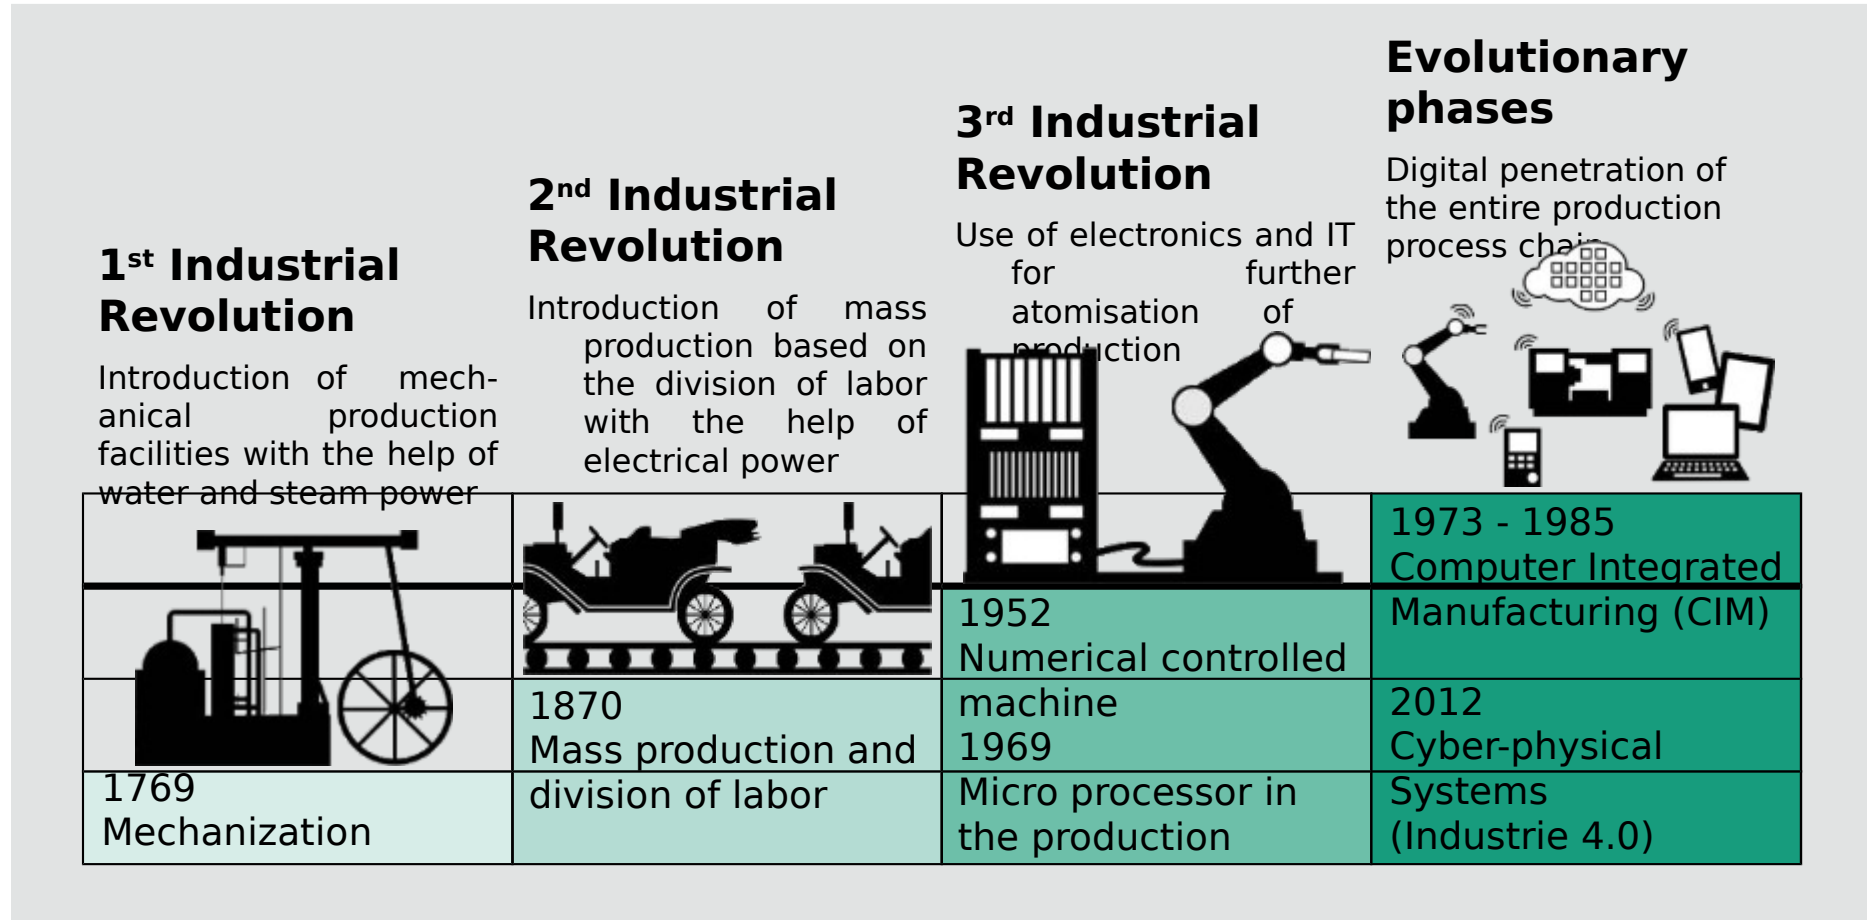 1st Industrial
Revolution
Introduction of mech-
anical production
facilities with the help of
water and steam power
1769
Mechanization
2nd Industrial
Revolution
Introduction of mass
production based on
the division of labor
with the help of
electrical power
1870
Mass production and
division of labor
3rd Industrial
Revolution
Use of electronics and IT
for further
atomisation of
production
1952
Numerical controlled
machine
1969
Micro processor in
the production
Evolutionary
phases
Digital penetration of
the entire production
process chain
1973 - 1985
Computer Integrated
Manufacturing (CIM)
2012
Cyber-physical
Systems
(Industrie 4.0)